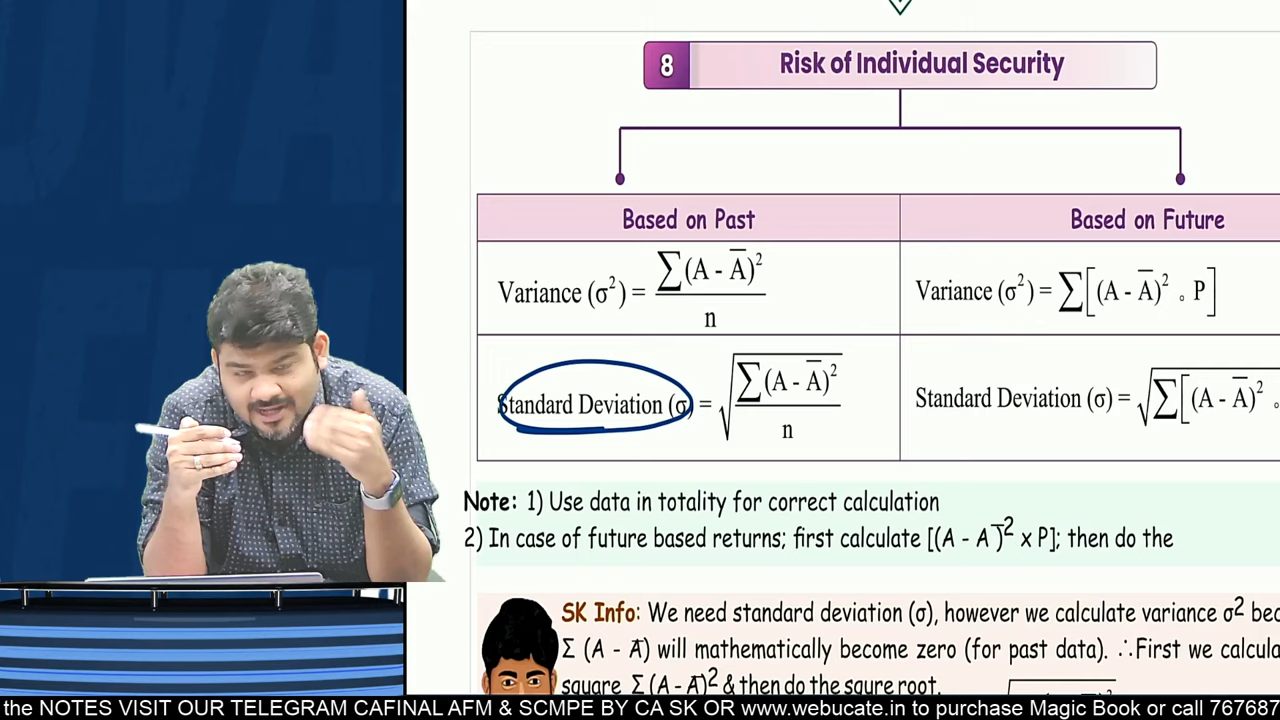 8 Risk of Individual Security
Based on Past Based on Future
Variance (σ²) = ∑(A - A̅)² / n Variance (σ²) = ∑[(A - A̅)² . P]
Standard Deviation (σ) = √(∑(A - A̅)² / n) Standard Deviation (σ) = √∑[(A - A̅)² .
Note: 1) Use data in totality for correct calculation
2) In case of future based returns; first calculate [(A - A̅)² x P]; then do the
SK Info: We need standard deviation (σ), however we calculate variance σ² bec
Σ (A - A̅) will mathematically become zero (for past data). ∴First we calcula
square Σ(A-A̅)² & then do the squre root.
the NOTES VISIT OUR TELEGRAM CAFINAL AFM & SCMPE BY CA SK OR www.webucate.in to purchase Magic Book or call 767687